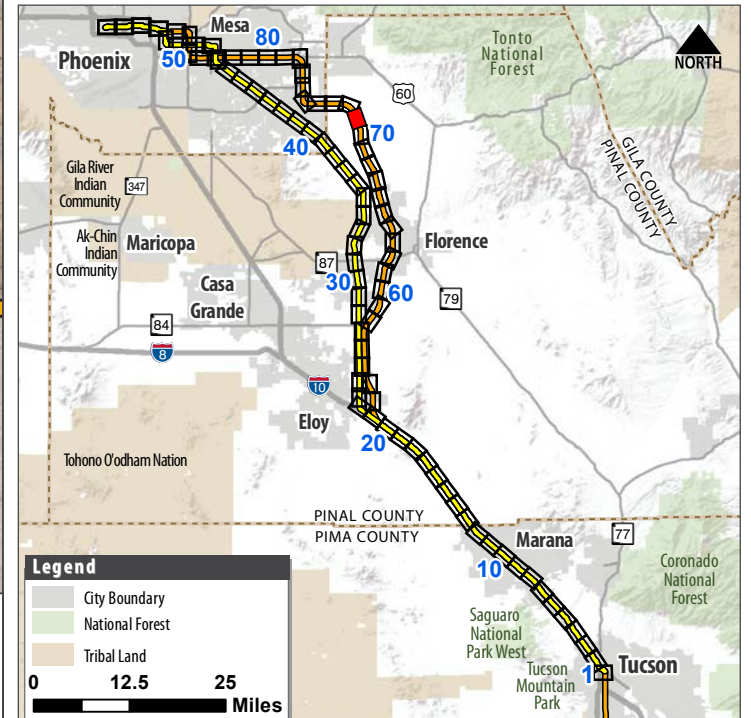 Mesa
80
Phoenix
50
Tonto
National
Forest
NORTH
60
70
40
GILA COUNTY
PINAL COUNTY
Gila River
Indian
Community
347
Ak-Chin
Indian
Community
Maricopa
Florence
87
30
Casa
Grande
60
79
84
8
10
Eloy
20
Tohono O'odham Nation
PINAL COUNTY
PIMA COUNTY
Marana
77
10
Coronado
National
Forest
Saguaro
National
Park West
Tucson
Mountain
Park
1
Tucson
Legend
City Boundary
National Forest
Tribal Land
0 12.5 25
Miles